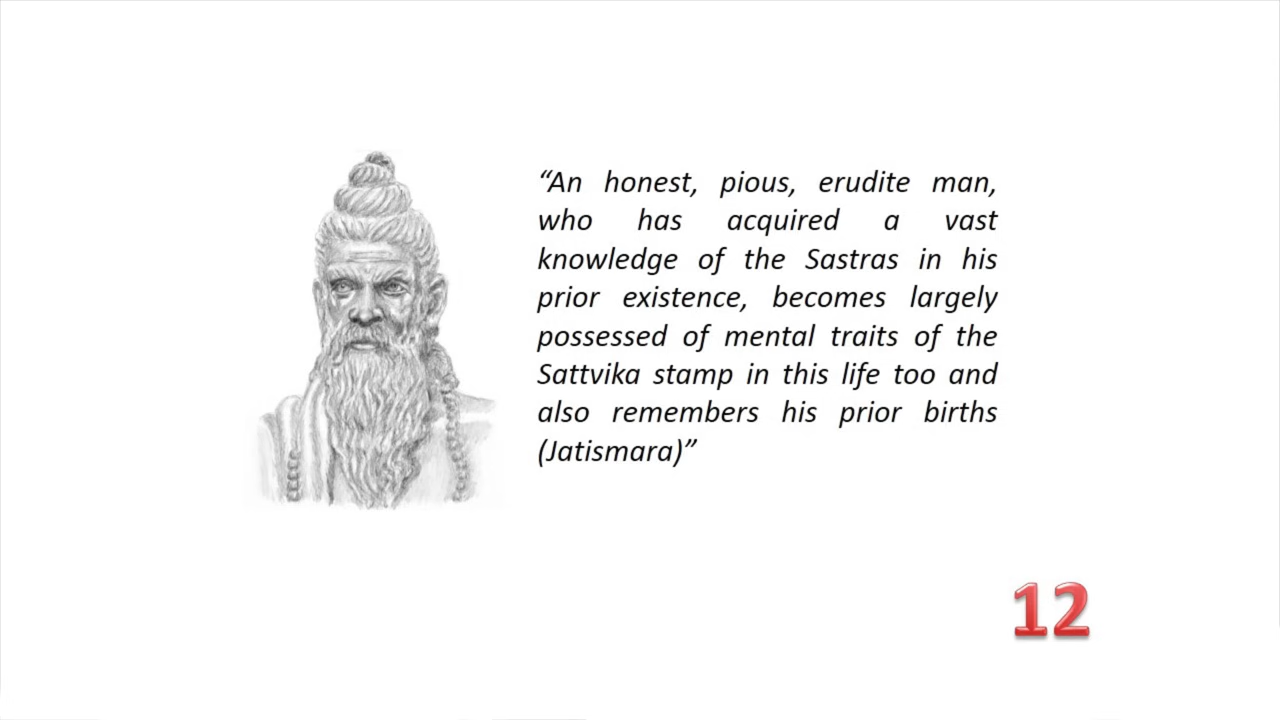 “An honest, pious, erudite man,
who has acquired a vast
knowledge of the Sastras in his
prior existence, becomes largely
possessed of mental traits of the
Sattvika stamp in this life too and
also remembers his prior births
(Jatismara)”
12